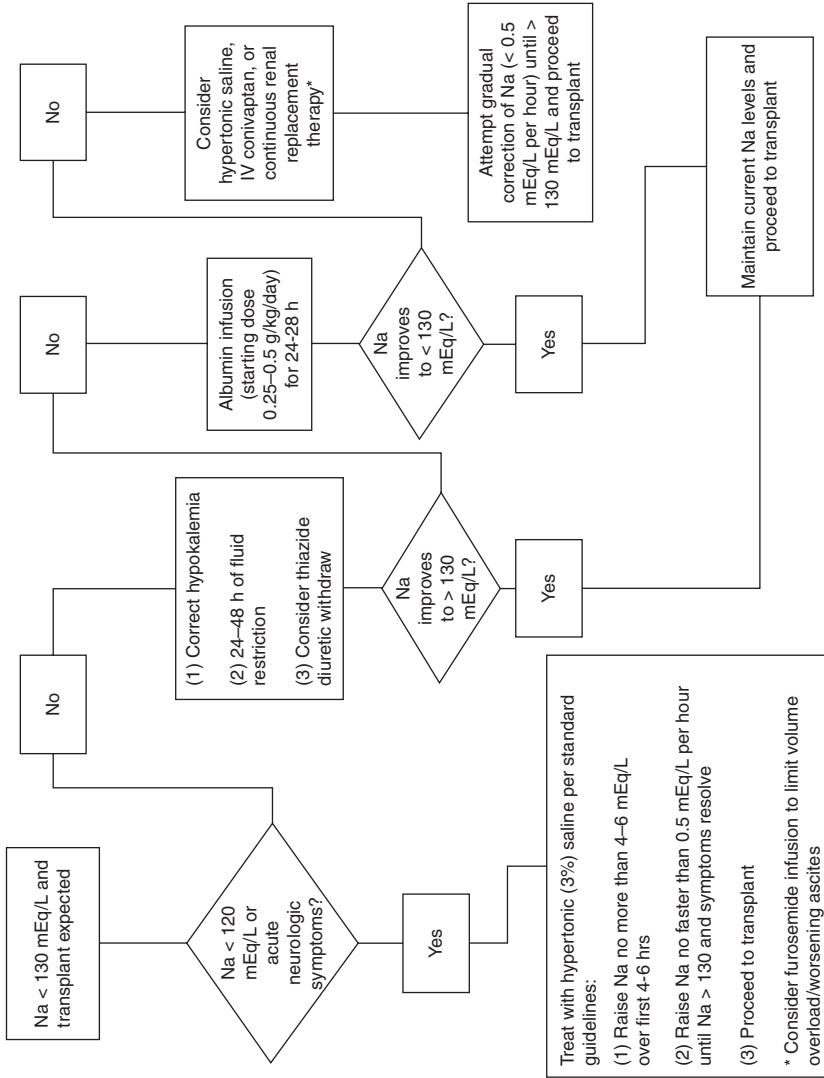 Na < 130 mEq/L and
transplant expected
Na < 120
mEq/L or
acute
neurologic
symptoms?
Yes
Treat with hypertonic (3%) saline per standard
guidelines:
(1) Raise Na no more than 4–6 mEq/L
over first 4-6 hrs
(2) Raise Na no faster than 0.5 mEq/L per hour
until Na > 130 and symptoms resolve
(3) Proceed to transplant
* Consider furosemide infusion to limit volume
overload/worsening ascites
No
(1) Correct hypokalemia
(2) 24–48 h of fluid
restriction
(3) Consider thiazide
diuretic withdraw
Na
improves
to > 130
mEq/L?
Yes
No
Albumin infusion
(starting dose
0.25–0.5 g/kg/day)
for 24-28 h
Na
improves
to < 130
mEq/L?
Yes
Maintain current Na levels and
proceed to transplant
No
Consider
hypertonic saline,
IV conivaptan, or
continuous renal
replacement
therapy*
Attempt gradual
correction of Na (< 0.5
mEq/L per hour) until >
130 mEq/L and proceed
to transplant